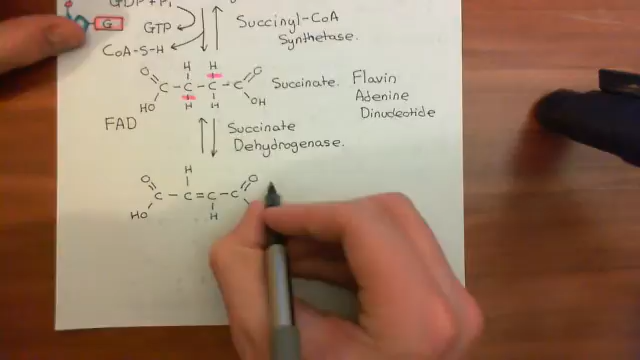 GDP + Pi
G
GTP
Succinyl-CoA
Synthetase.
CoA-S-H
H H
O C - C - C - C O
HO H H OH
Succinate. Flavin
Adenine
Dinucleotide
FAD
Succinate
Dehydrogenase.
H
O C - C = C - C O
HO H